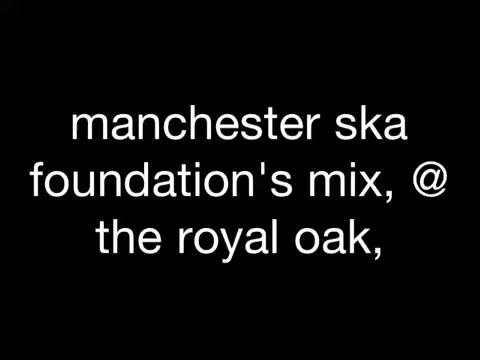 manchester ska
foundation's mix, @
the royal oak,